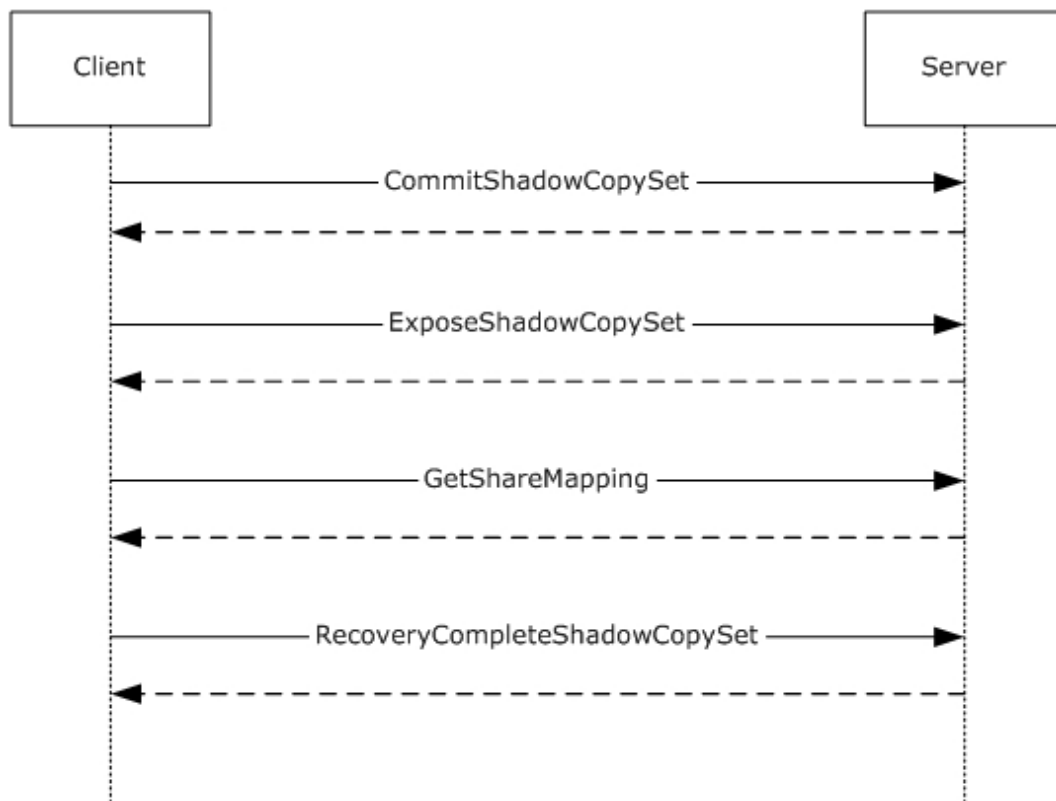 Client
Server
CommitShadowCopySet
ExposeShadowCopySet
GetShareMapping
RecoveryCompleteShadowCopySet